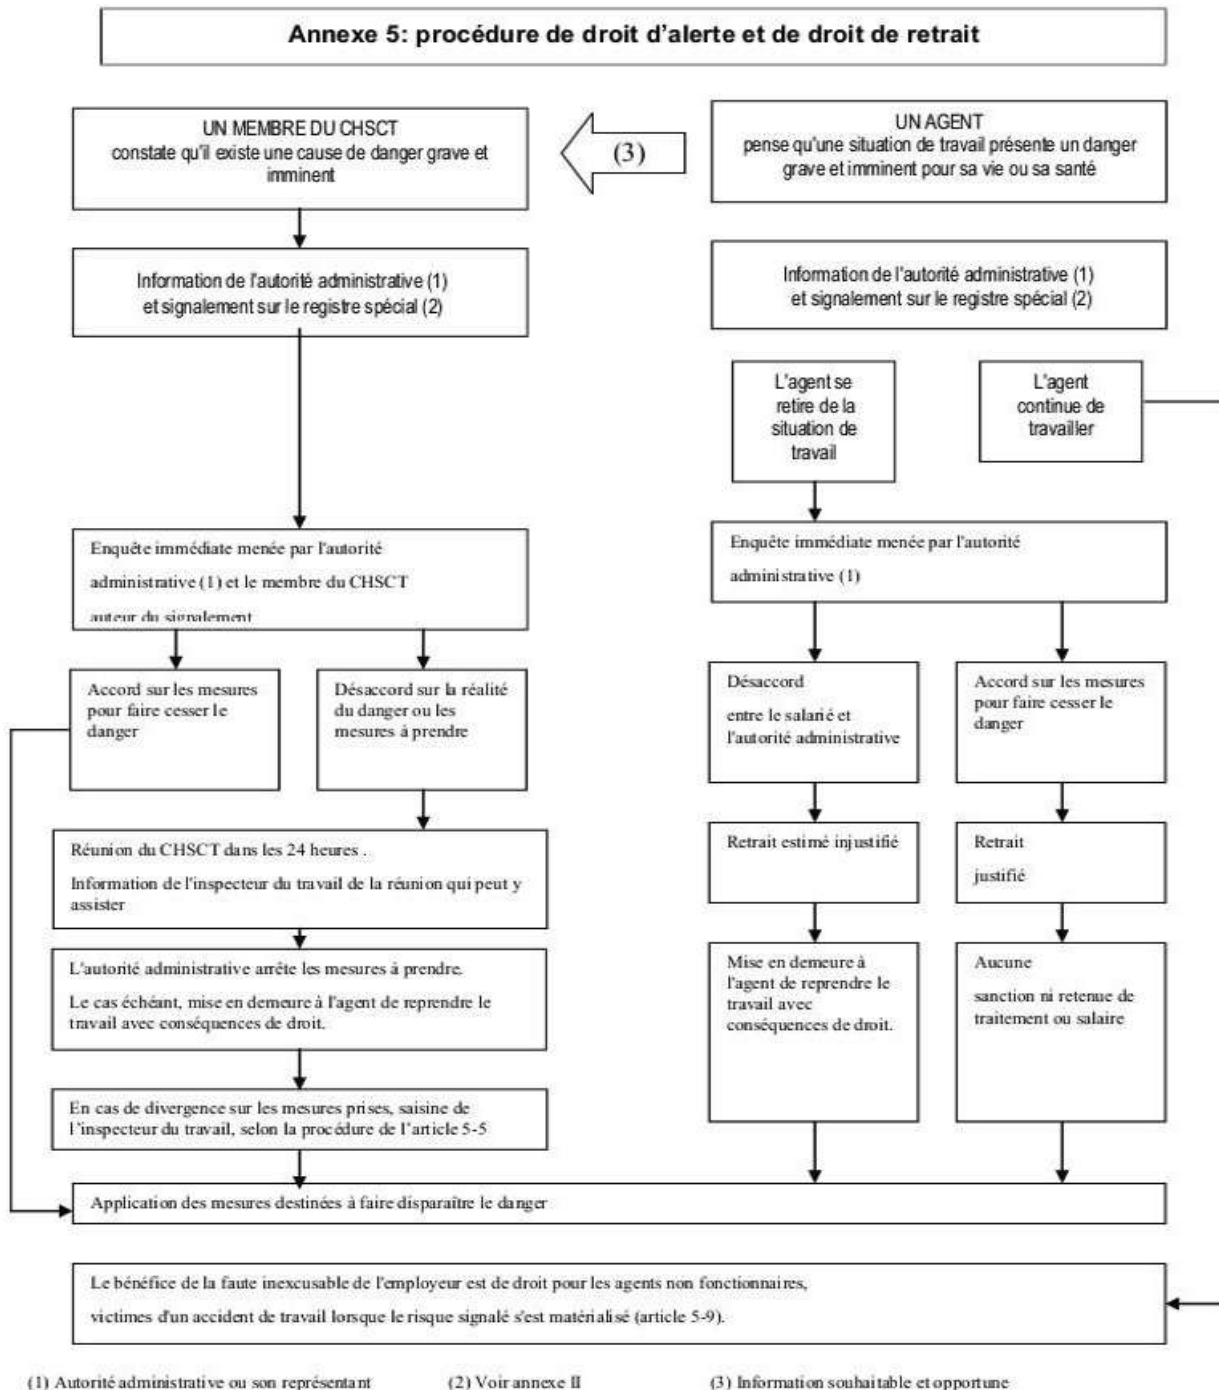 Annexe 5: procédure de droit d'alerte et de droit de retrait
UN MEMBRE DU CHSCT
constate qu'il existe une cause de danger grave et
imminent
(3)
UN AGENT
pense qu'une situation de travail présente un danger
grave et imminent pour sa vie ou sa santé
Information de l'autorité administrative (1)
et signalement sur le registre spécial (2)
Information de l'autorité administrative (1)
et signalement sur le registre spécial (2)
L'agent se
retire de la
situation de
travail
L'agent
continue de
travailler
Enquête immédiate menée par l'autorité
administrative (1) et le membre du CHSCT
auteur du signalement
Enquête immédiate menée par l'autorité
administrative (1)
Accord sur les mesures
pour faire cesser le
danger
Désaccord sur la réalité
du danger ou les
mesures à prendre
Désaccord
entre le salarié et
l'autorité administrative
Accord sur les mesures
pour faire cesser le
danger
Réunion du CHSCT dans les 24 heures .
Information de l'inspecteur du travail de la réunion qui peut y
assister
Retrait estimé injustifié
Retrait
justifié
L'autorité administrative arrête les mesures à prendre.
Le cas échéant, mise en demeure à l'agent de reprendre le
travail avec conséquences de droit.
Mise en demeure à
l'agent de reprendre le
travail avec
conséquences de droit.
Aucune
sanction ni retenue de
traitement ou salaire
En cas de divergence sur les mesures prises, saisine de
l'inspecteur du travail, selon la procédure de l'article 5-5
Application des mesures destinées à faire disparaître le danger
Le bénéfice de la faute inexcusable de l'employeur est de droit pour les agents non fonctionnaires,
victimes d'un accident de travail lorsque le risque signalé s'est matérialisé (article 5-9).
(1) Autorité administrative ou son représentant (2) Voir annexe II (3) Information souhaitable et opportune